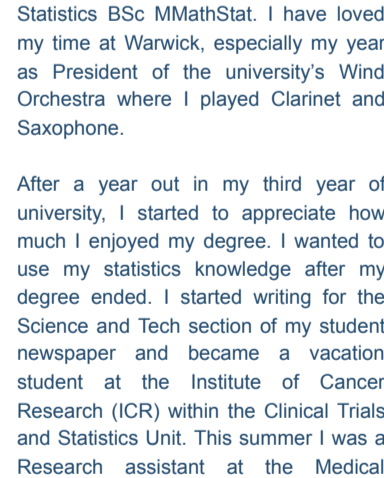 Statistics BSc MMathStat. I have loved
my time at Warwick, especially my year
as President of the university's Wind
Orchestra where I played Clarinet and
Saxophone.
After a year out in my third year of
university, I started to appreciate how
much I enjoyed my degree. I wanted to
use my statistics knowledge after my
degree ended. I started writing for the
Science and Tech section of my student
newspaper and became a vacation
student at the Institute of Cancer
Research (ICR) within the Clinical Trials
and Statistics Unit. This summer I was a
Research assistant at the Medical